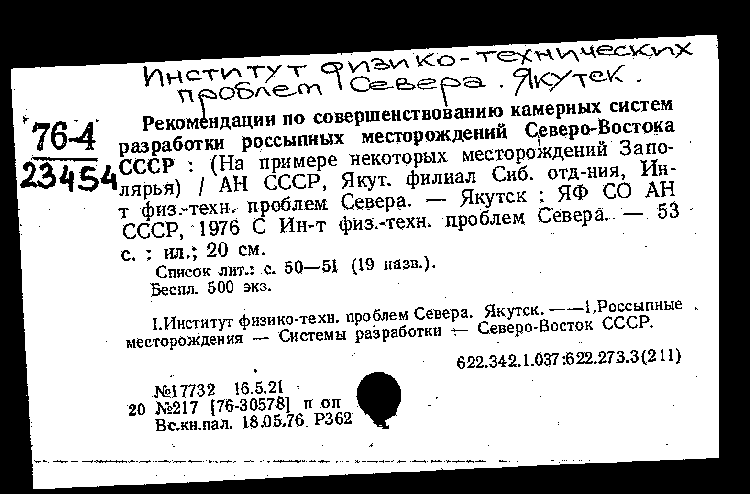 Институт физико-технических
проблем Севера. Якутск.
76-4
23454
Рекомендации по совершенствованию камерных систем
разработки россыпных месторождений Северо-Востока
СССР : (На примере некоторых месторождений Запо-
лярья) / АН СССР, Якут. филиал Сиб. отд-ния, Ин-
т физ.-техн. проблем Севера. — Якутск : ЯФ СО АН
СССР, 1976 С Ин-т физ.-техн. проблем Севера. — 53
с. : ил.; 20 см.
Список лит.: с. 50—51 (19 назв.).
Беспл. 500 экз.
I.Институт физико-техн. проблем Севера. Якутск. ——1.Россыпные
месторождения — Системы разработки — Северо-Восток СССР.
622.342.1.037:622.273.3(211)
№17732 16.5.21
20 №217 [76-30578] п оп
Вс.кн.пал. 18.05.76 Р362